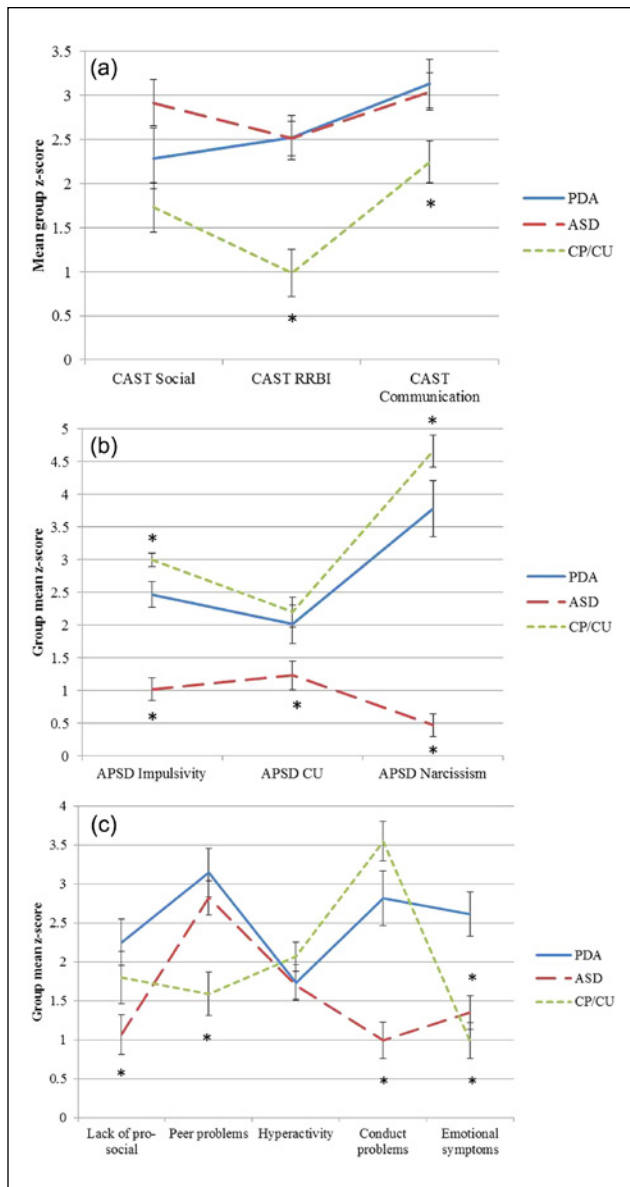 (a)
Mean group z-score
3.5
3
2.5
2
1.5
1
0.5
0
CAST Social
CAST RRBI
CAST
Communication
*
*
PDA
ASD
CP/CU
(b)
Group mean z-score
5
4.5
4
3.5
3
2.5
2
1.5
1
0.5
0
APSD Impulsivity
APSD CU
APSD Narcissism
*
*
*
*
*
PDA
ASD
CP/CU
(c)
Group mean z-score
4
3.5
3
2.5
2
1.5
1
0.5
0
Lack of pro-
social
Peer problems
Hyperactivity
Conduct
problems
Emotional
symptoms
*
*
*
*
*
PDA
ASD
CP/CU